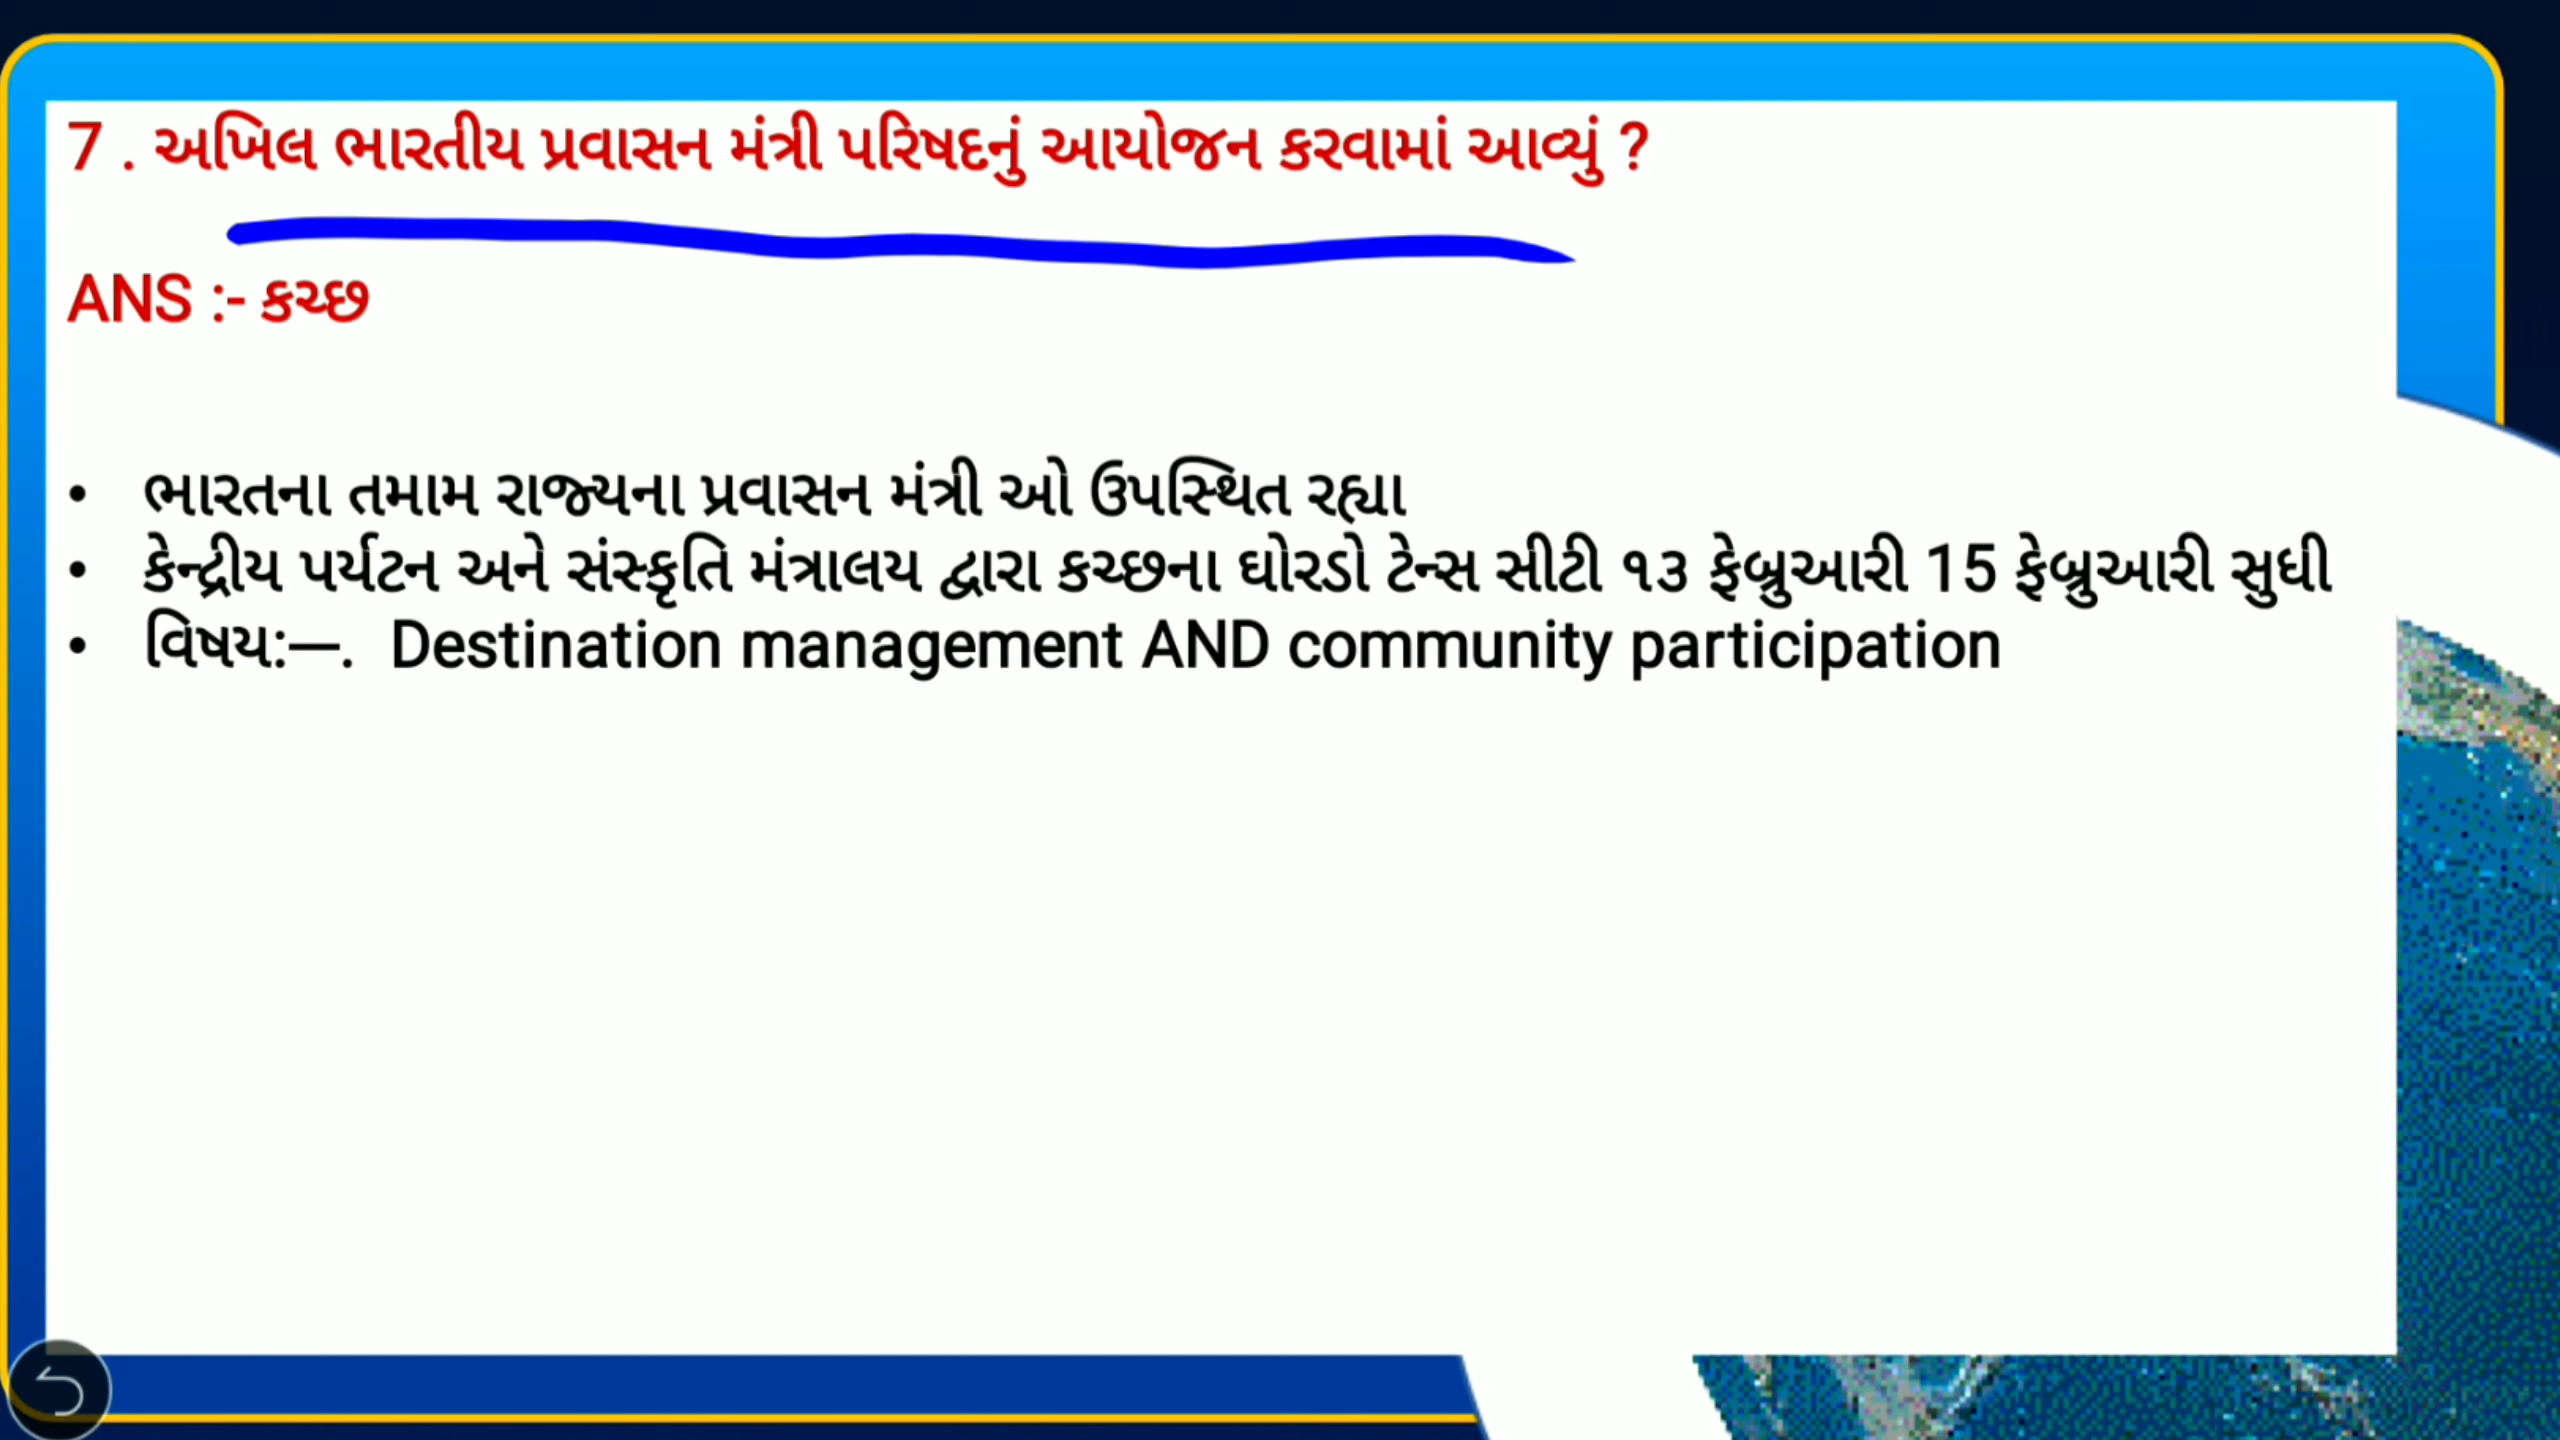 7 . અખિલ ભારતીય પ્રવાસન મંત્રી પરિષદનું આયોજન કરવામાં આવ્યું ?
ANS :- કચ્છ
• ભારતના તમામ રાજ્યના પ્રવાસન મંત્રી ઓ ઉપસ્થિત રહ્યા
• કેન્દ્રીય પર્યટન અને સંસ્કૃતિ મંત્રાલય દ્વારા કચ્છના ઘોરડો ટેન્સ સીટી ૧૩ ફેબ્રુઆરી 15 ફેબ્રુઆરી સુધી
• વિષય:—. Destination management AND community participation